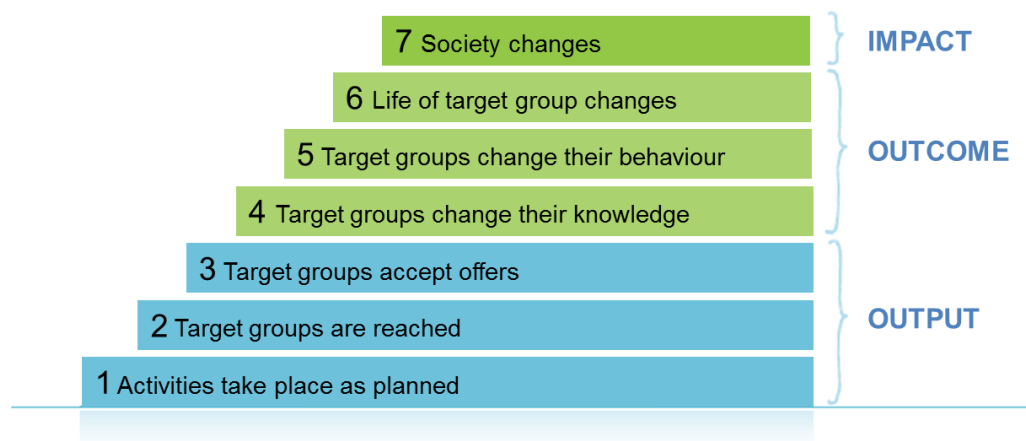 7 Society changes
IMPACT
6 Life of target group changes
5 Target groups change their behaviour
OUTCOME
4 Target groups change their knowledge
3 Target groups accept offers
2 Target groups are reached
OUTPUT
1 Activities take place as planned